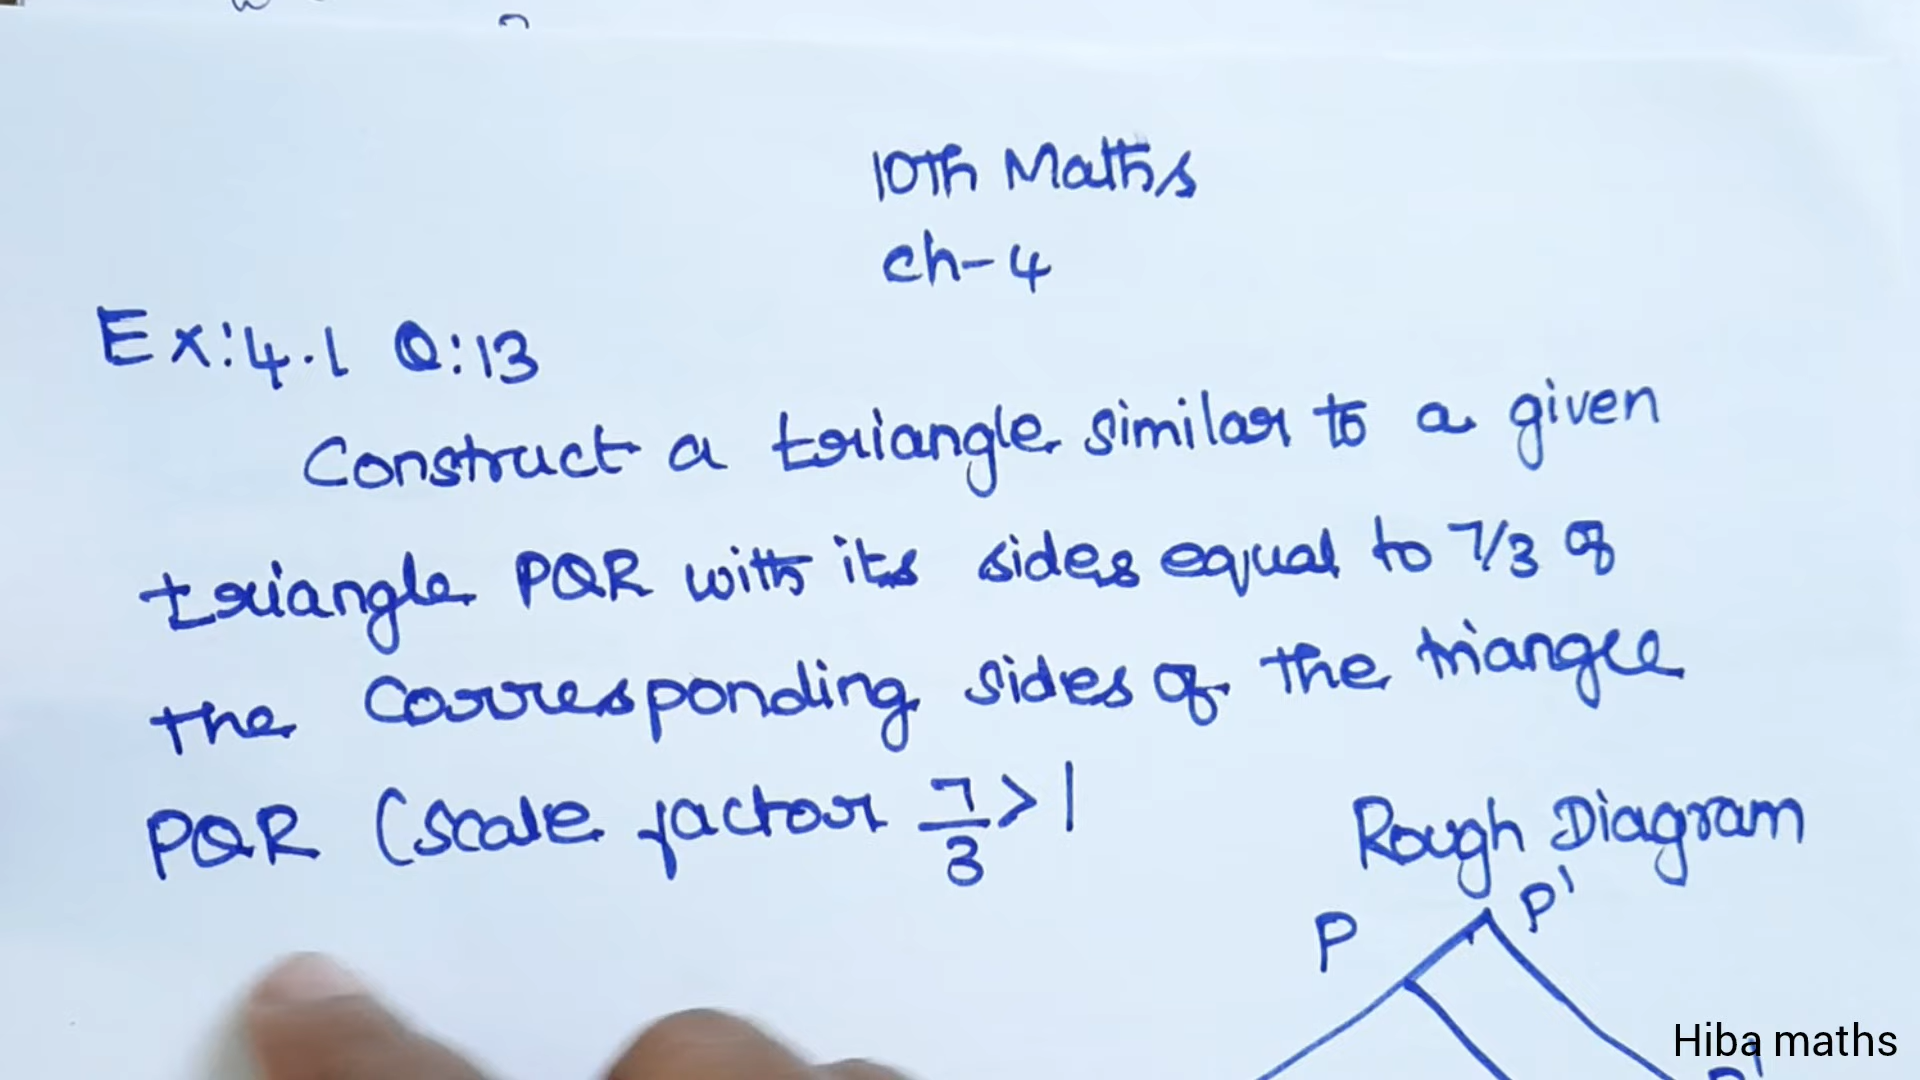 10Th Maths
ch-4
Ex:4.1 Q:13
Construct a triangle similar to a given
triangle PQR with its sides equal to 7/3 of
the corresponding sides of the triangle
PQR (scale factor 7/3 > 1
Rough Diagram
P P'
Hiba maths